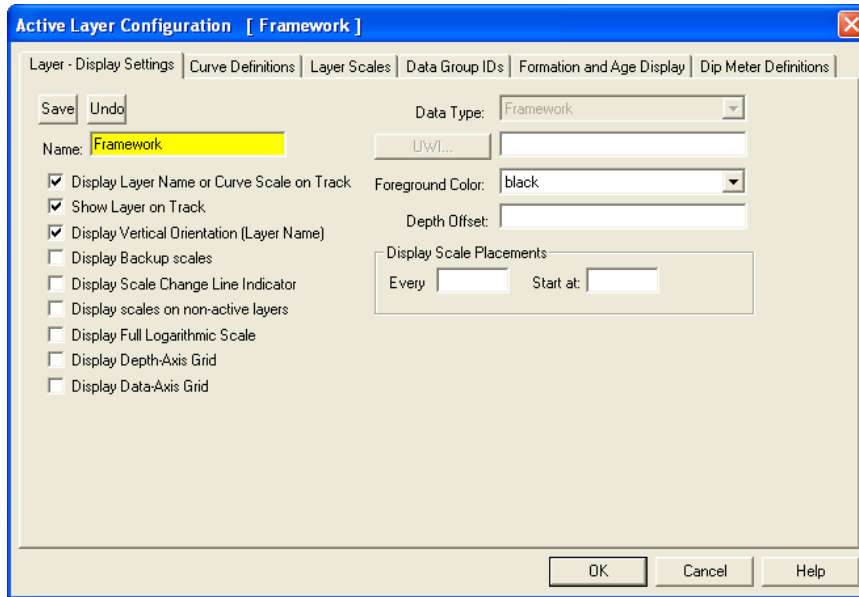 Active Layer Configuration [ Framework ]
Layer - Display Settings Curve Definitions Layer Scales Data Group IDs Formation and Age Display Dip Meter Definitions
Save Undo
Name: Framework
Display Layer Name or Curve Scale on Track
Show Layer on Track
Display Vertical Orientation (Layer Name)
Display Backup scales
Display Scale Change Line Indicator
Display scales on non-active layers
Display Full Logarithmic Scale
Display Depth-Axis Grid
Display Data-Axis Grid
Data Type: Framework
UWI...
Foreground Color: black
Depth Offset:
Display Scale Placements
Every Start at:
OK Cancel Help